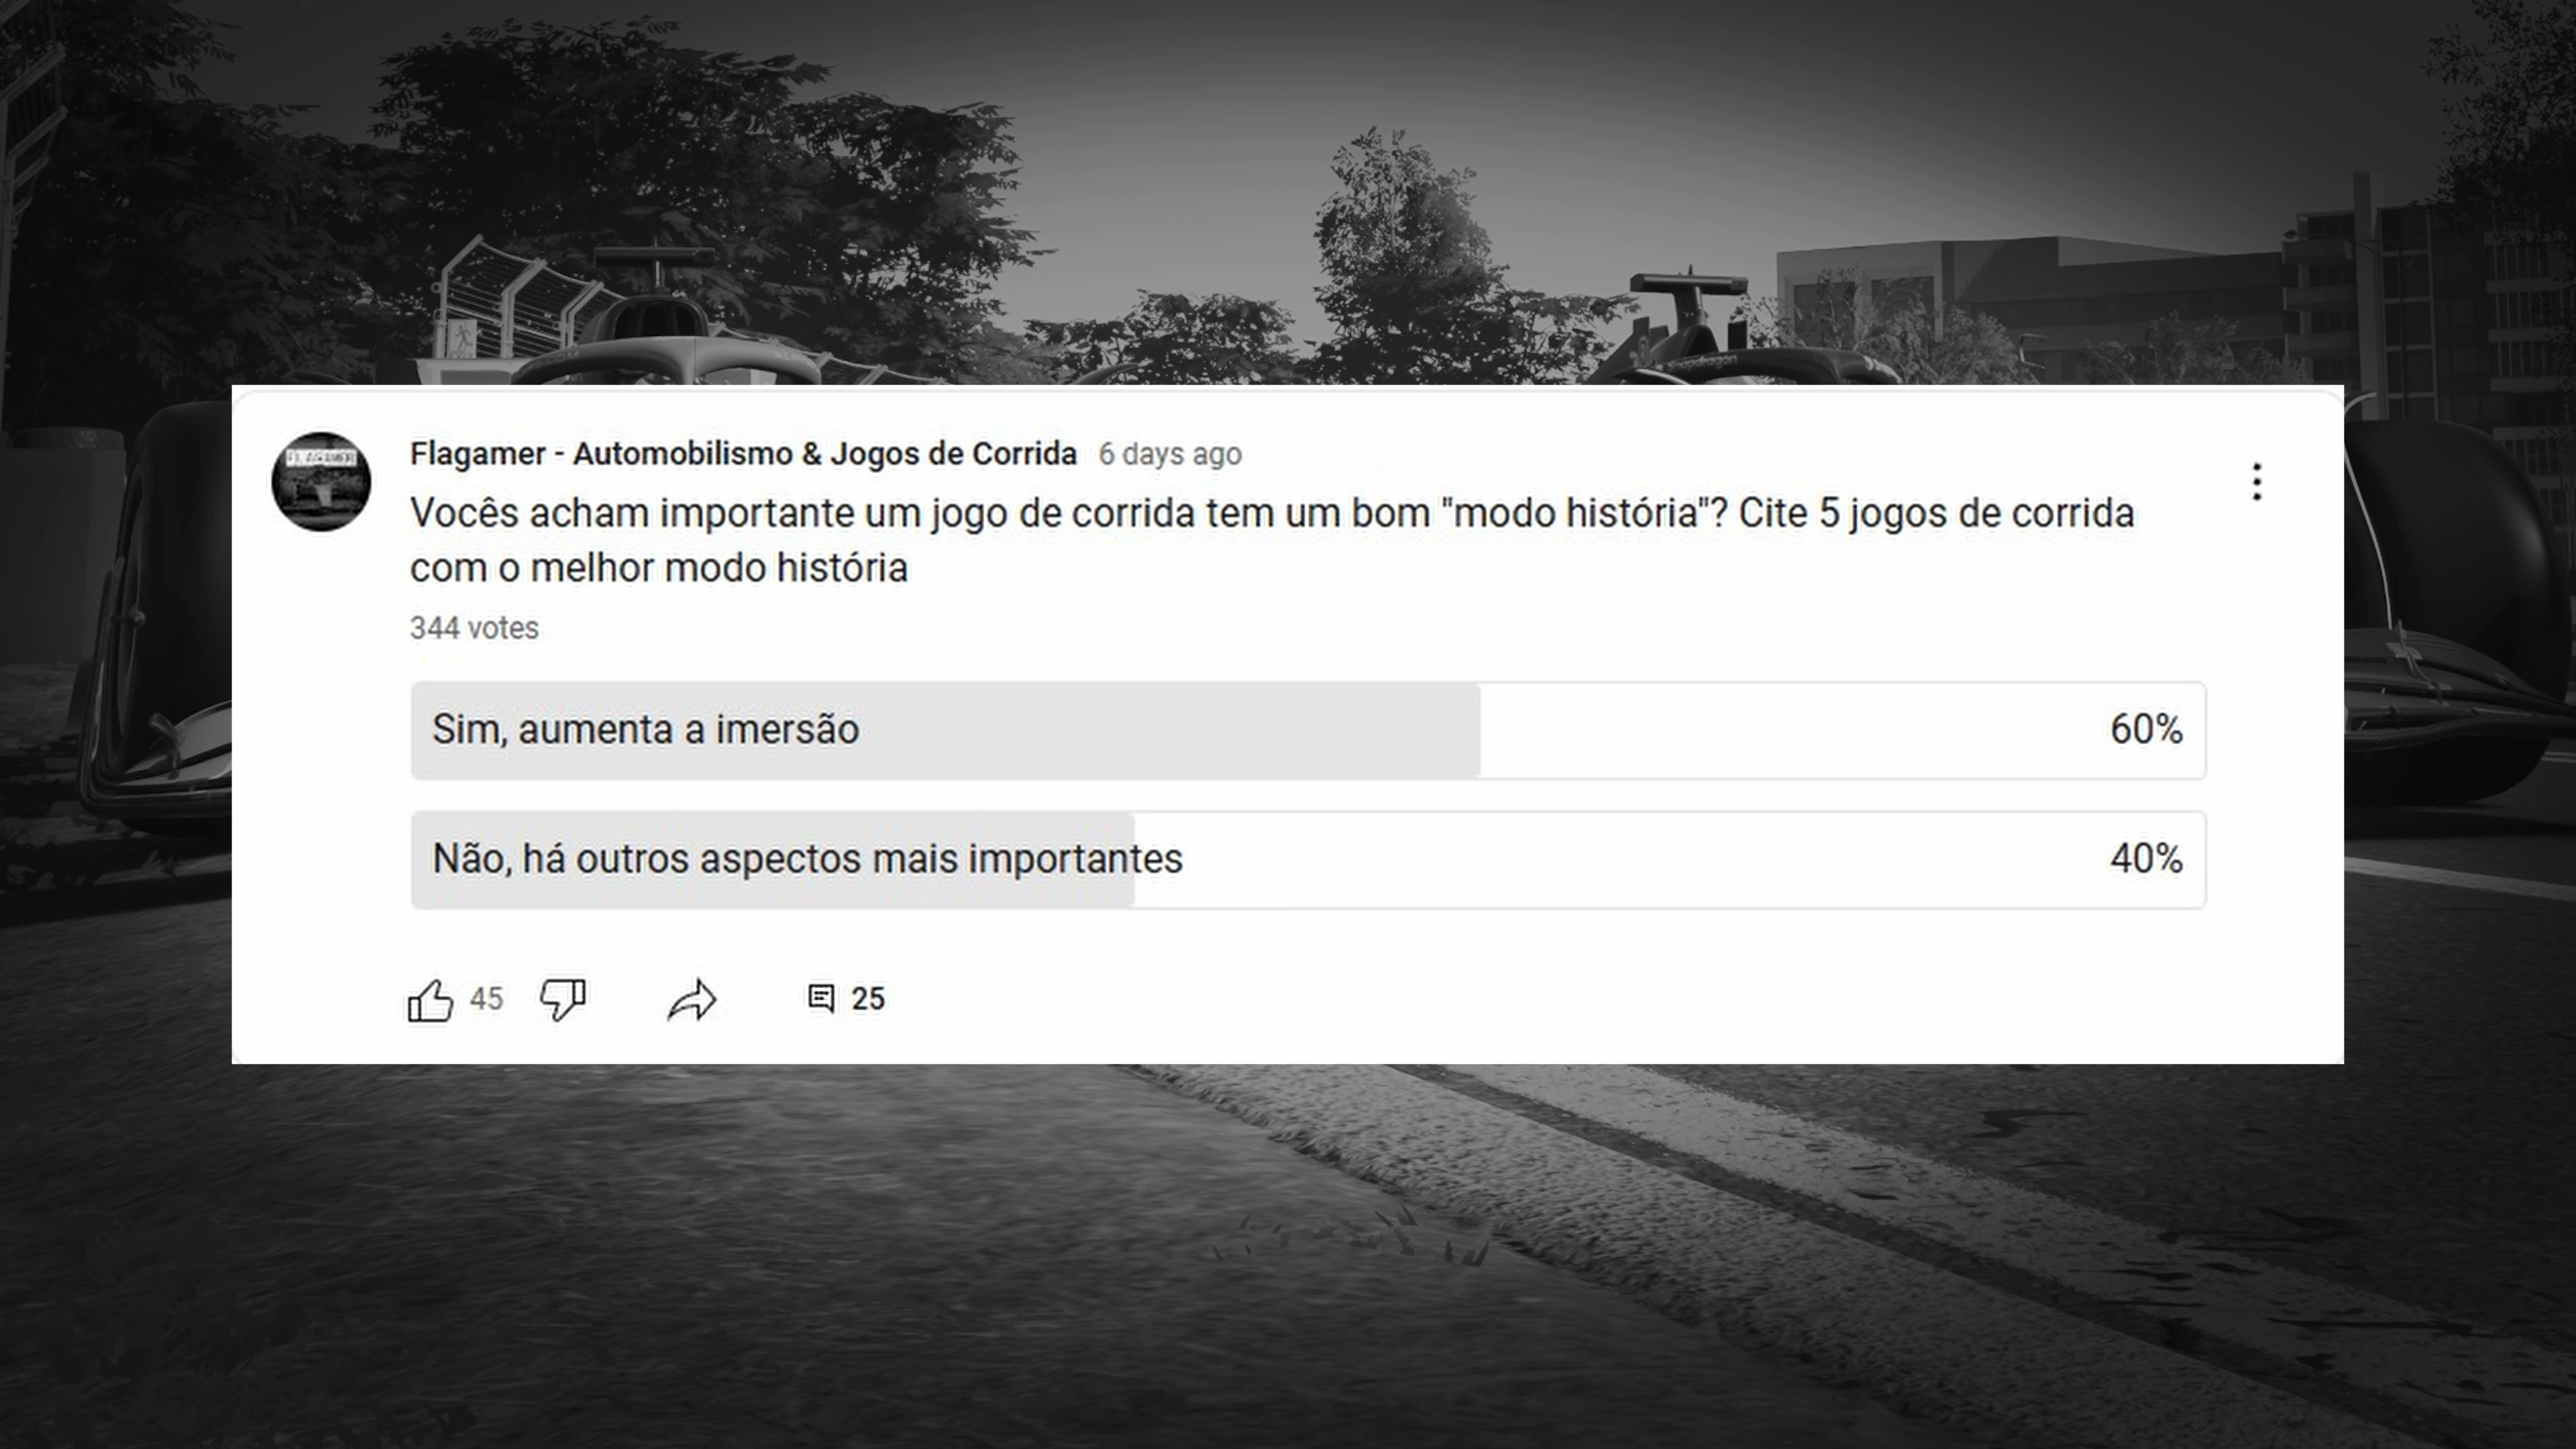 Flagamer - Automobilismo & Jogos de Corrida 6 days ago
Vocês acham importante um jogo de corrida tem um bom "modo história"? Cite 5 jogos de corrida
com o melhor modo história
344 votes
Sim, aumenta a imersão 60%
Não, há outros aspectos mais importantes 40%
45 25